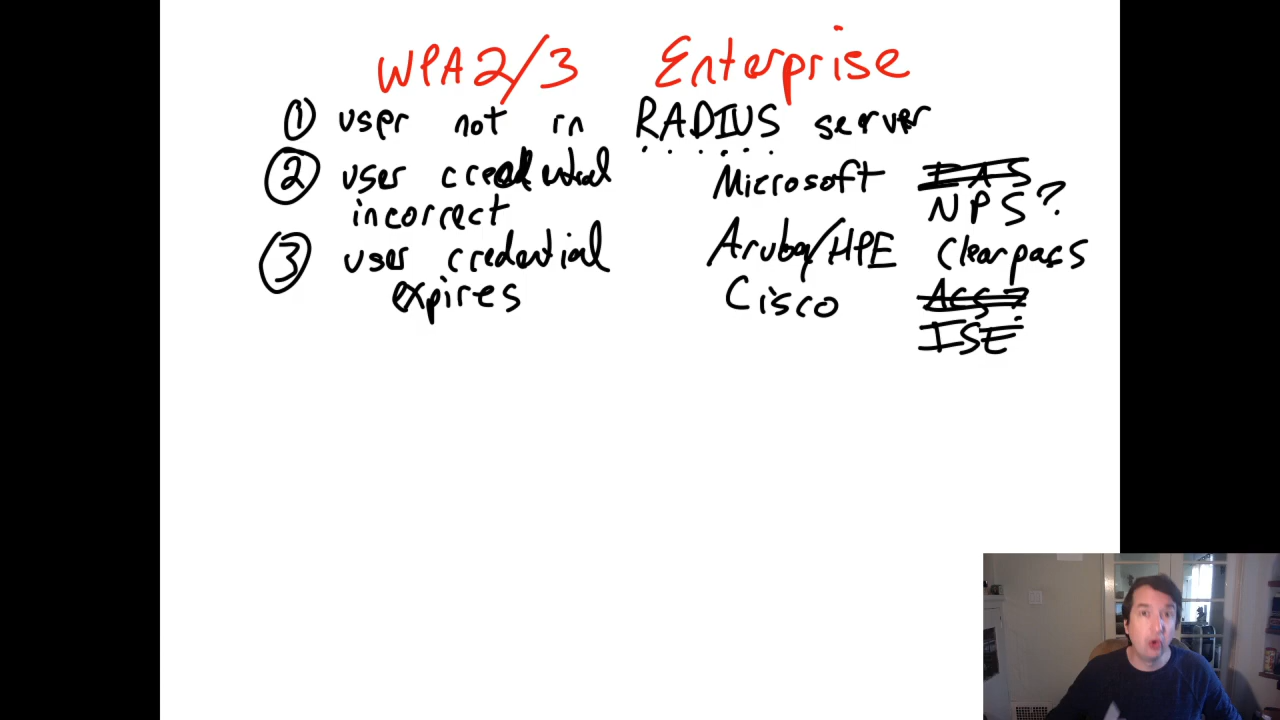 WPA2/3 Enterprise
① user not in RADIUS server
② user credential
incorrect
③ user credential
expires
Microsoft IAS
NPS?
Aruba/HPE Clearpass
Cisco ACS?
ISE